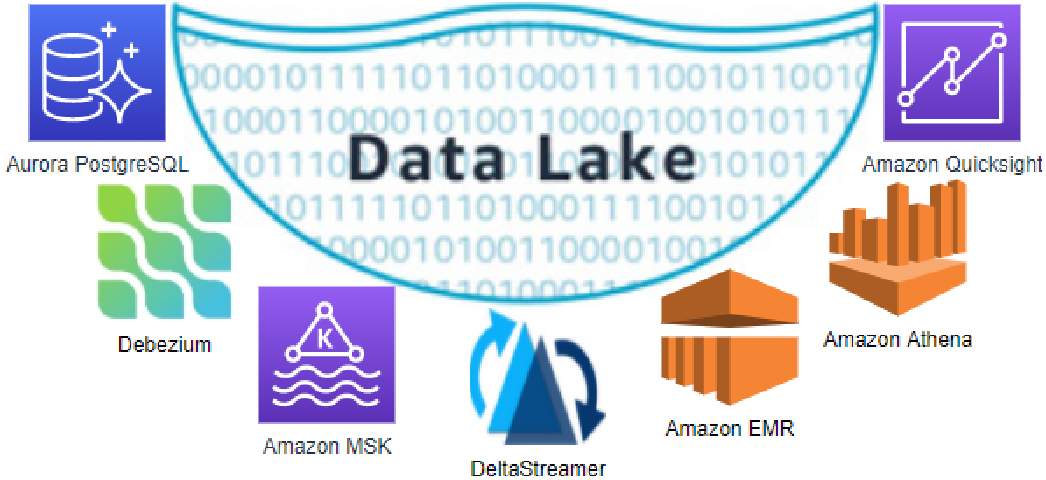 Data Lake
Aurora PostgreSQL
Amazon Quicksight
Debezium
Amazon Athena
K
Amazon MSK
Amazon EMR
DeltaStreamer